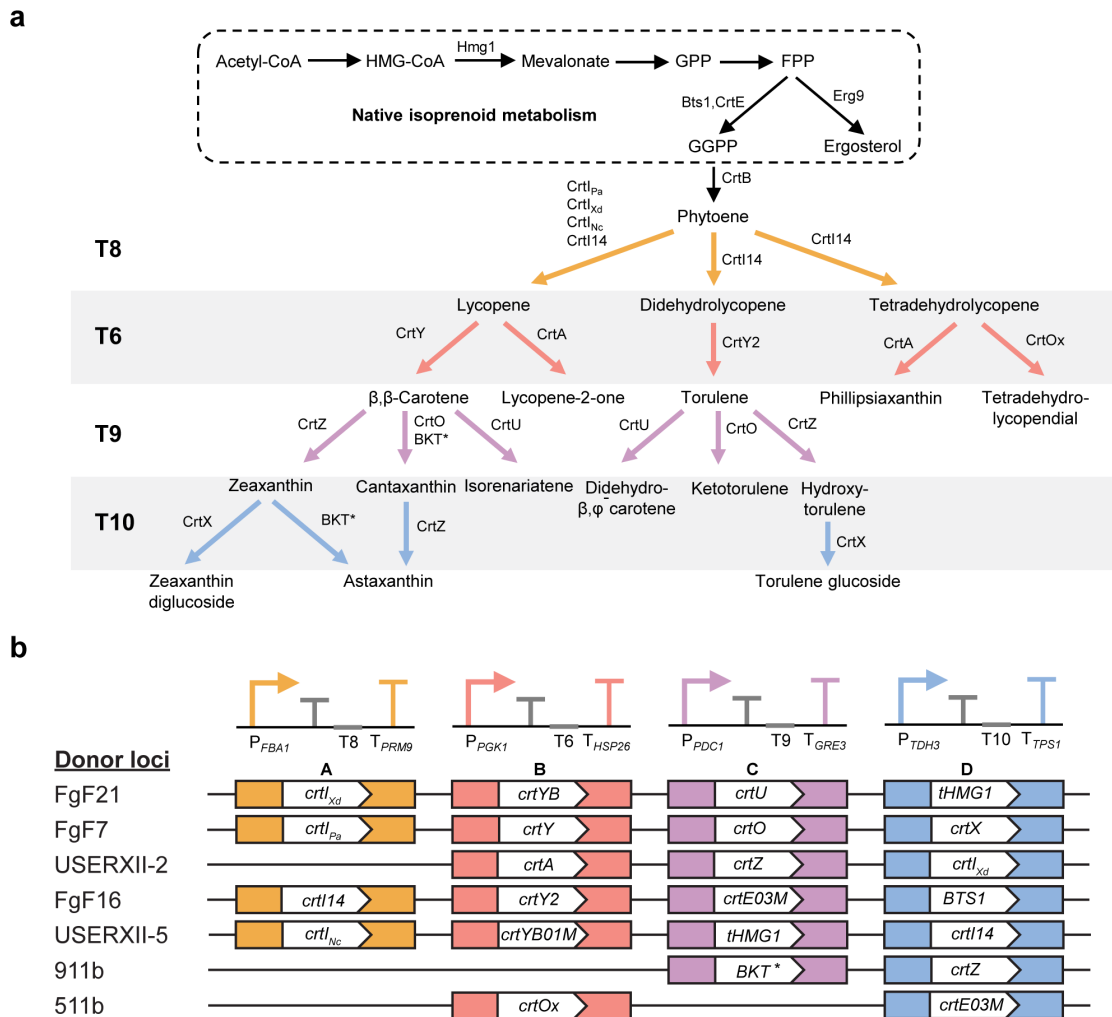 a
Acetyl-CoA HMG-CoA Hmg1 Mevalonate GPP FPP
Native isoprenoid metabolism Bts1,CrtE Erg9
GGPP Ergosterol
CrtB
CrtI_Pa
CrtI_Xd
CrtI_Nc
CrtI14
Phytoene
T8 CrtI14 CrtI14
Lycopene Didehydrolycopene Tetradehydrolycopene
T6 CrtY CrtA CrtY2 CrtA CrtOx
β,β-Carotene Lycopene-2-one Torulene Phillipsiaxanthin Tetradehydro-
lycopendial
T9 CrtZ CrtO
BKT* CrtU CrtU CrtO CrtZ
Zeaxanthin Cantaxanthin Isorenariatene Didehydro-
β,φ-carotene Ketotorulene Hydroxy-
torulene
T10 CrtX BKT* CrtZ CrtX
Zeaxanthin
diglucoside Astaxanthin Torulene glucoside
b
P_FBA1 T8 T_PRM9 P_PGK1 T6 T_HSP26 P_PDC1 T9 T_GRE3 P_TDH3 T10 T_TPS1
Donor loci A B C D
FgF21 crtI_Xd crtYB crtU tHMG1
FgF7 crtI_Pa crtY crtO crtX
USERXII-2 crtA crtZ crtI_Xd
FgF16 crtI14 crtY2 crtE03M BTS1
USERXII-5 crtI_Nc crtYB01M tHMG1 crtI14
911b BKT* crtZ
511b crtOx crtE03M